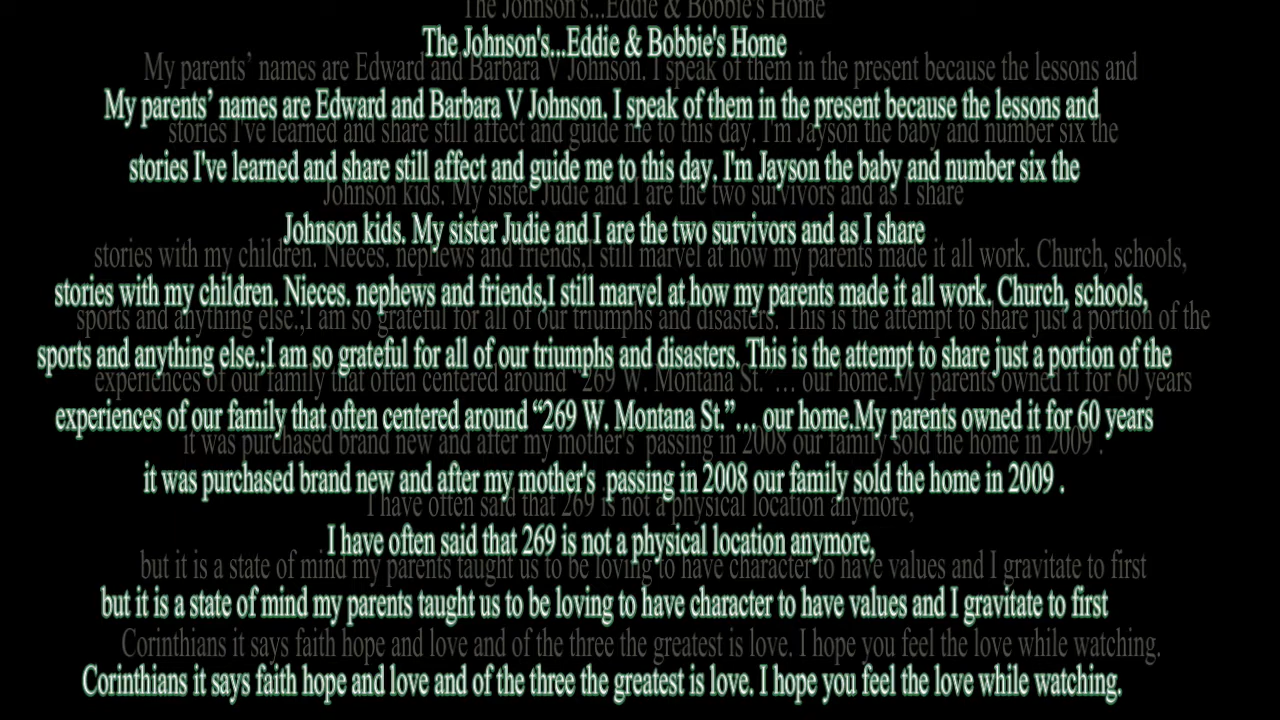 The Johnson's...Eddie & Bobbie's Home
My parents’ names are Edward and Barbara V Johnson. I speak of them in the present because the lessons and
stories I've learned and share still affect and guide me to this day. I'm Jayson the baby and number six the
Johnson kids. My sister Judie and I are the two survivors and as I share
stories with my children. Nieces. nephews and friends,I still marvel at how my parents made it all work. Church, schools,
sports and anything else.;I am so grateful for all of our triumphs and disasters. This is the attempt to share just a portion of the
experiences of our family that often centered around “269 W. Montana St.”… our home.My parents owned it for 60 years
it was purchased brand new and after my mother's  passing in 2008 our family sold the home in 2009 .
I have often said that 269 is not a physical location anymore,
but it is a state of mind my parents taught us to be loving to have character to have values and I gravitate to first
Corinthians it says faith hope and love and of the three the greatest is love. I hope you feel the love while watching.